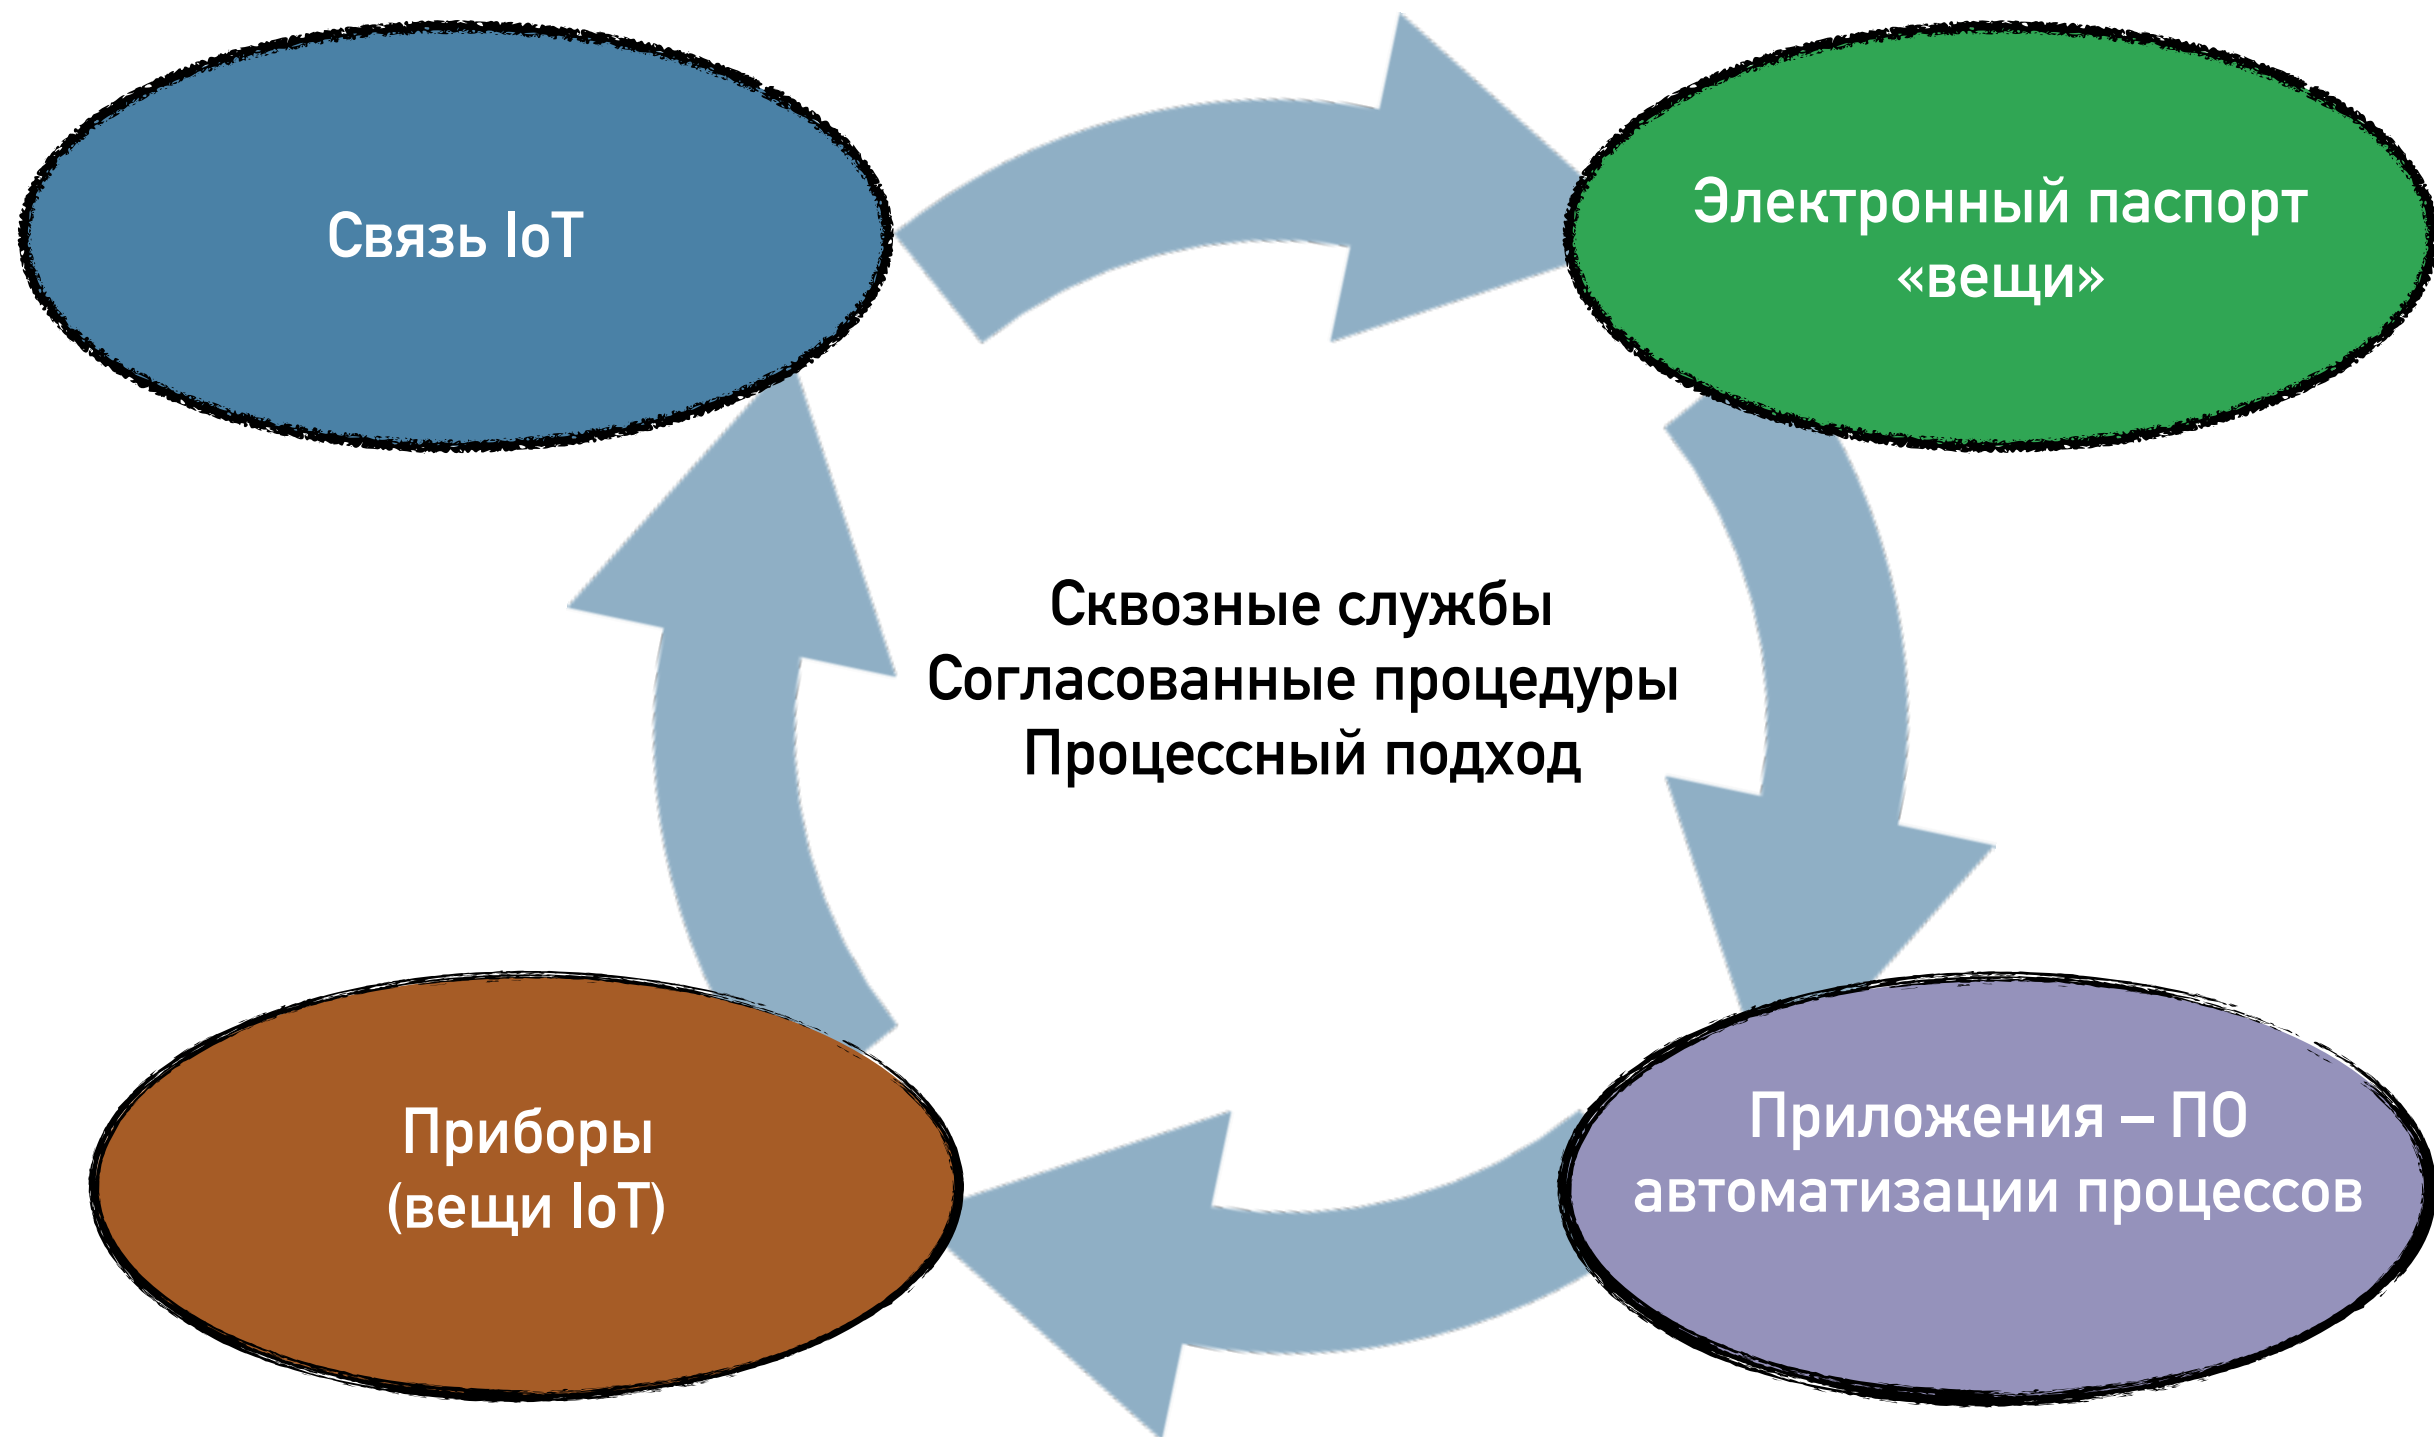 Связь IoT
Электронный паспорт
«вещи»
Сквозные службы
Согласованные процедуры
Процессный подход
Приборы
(вещи IoT)
Приложения – ПО
автоматизации процессов